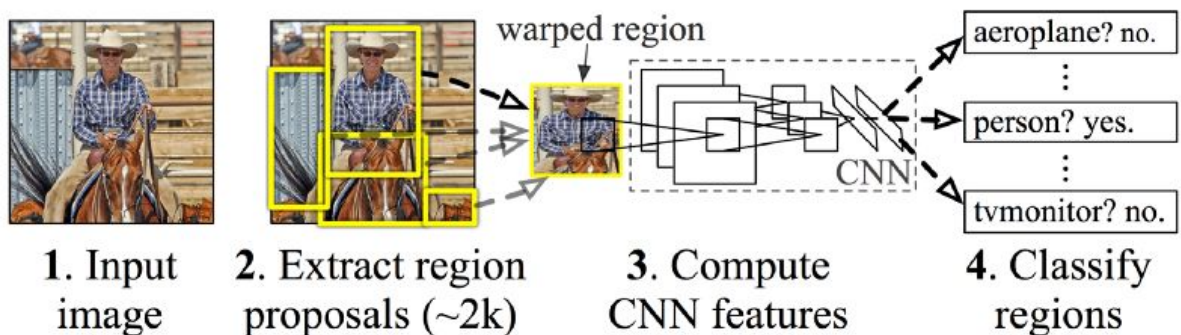 warped region
aeroplane? no.
person? yes.
CNN
tvmonitor? no.
1. Input
image
2. Extract region
proposals (~2k)
3. Compute
CNN features
4. Classify
regions